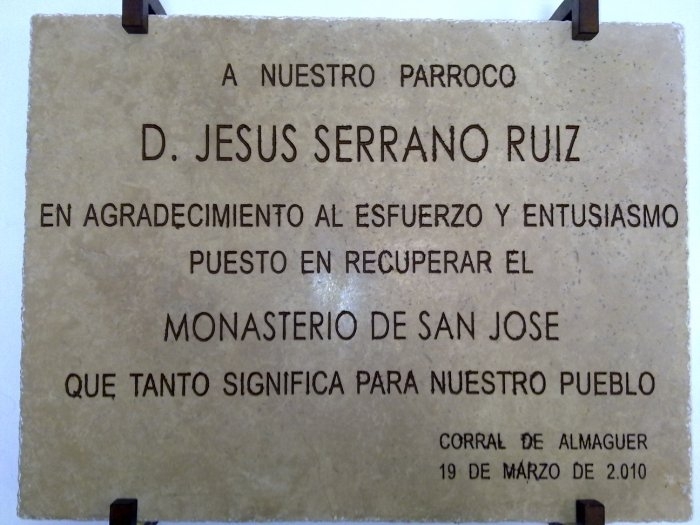 A NUESTRO PARROCO
D. JESUS SERRANO RUIZ
EN AGRADECIMIENTO AL ESFUERZO Y ENTUSIASMO
PUESTO EN RECUPERAR EL
MONASTERIO DE SAN JOSE
QUE TANTO SIGNIFICA PARA NUESTRO PUEBLO
CORRAL DE ALMAGUER
19 DE MARZO DE 2.010